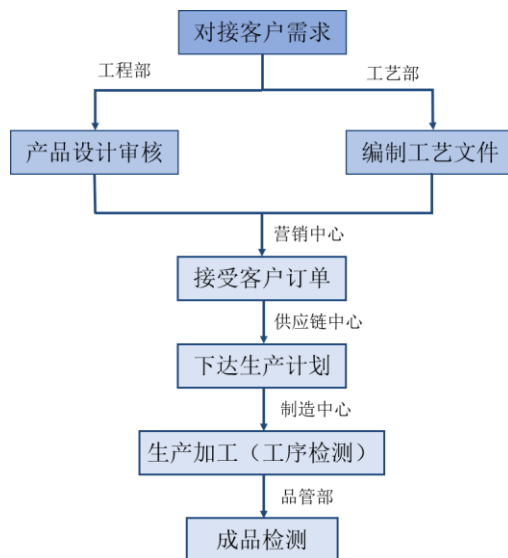 对接客户需求
工程部
工艺部
产品设计审核
编制工艺文件
营销中心
接受客户订单
供应链中心
下达生产计划
制造中心
生产加工（工序检测）
品管部
成品检测